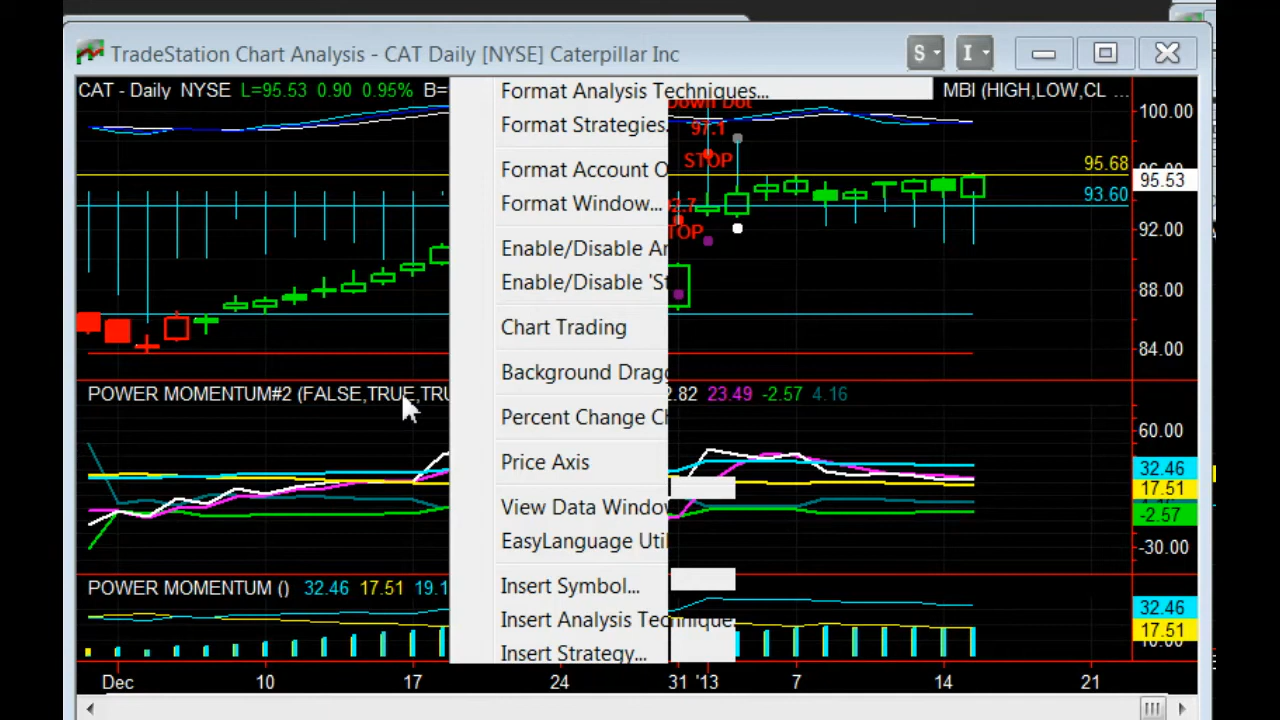 TradeStation Chart Analysis - CAT Daily [NYSE] Caterpillar Inc
S I
CAT - Daily NYSE L=95.53 0.90 0.95% B= MBI (HIGH,LOW,CL ...
Format Analysis Techniques...
Format Strategies.
Format Account O
Format Window...
Enable/Disable
Enable/Disable
Chart Trading
Background
Percent Change
Price Axis
View Data
EasyLanguage
Insert Symbol...
Insert Analysis Technique
Insert Strategy...
Down Dot
97.1
STOP
100.00
95.68
95.53
93.60
92.00
88.00
84.00
POWER MOMENTUM#2 (FALSE,TRUE, 2.82 23.49 -2.57 4.16
60.00
32.46
17.51
-2.57
-30.00
POWER MOMENTUM () 32.46 17.51 19.1
32.46
17.51
Dec 10 17 24 31 '13 7 14 21